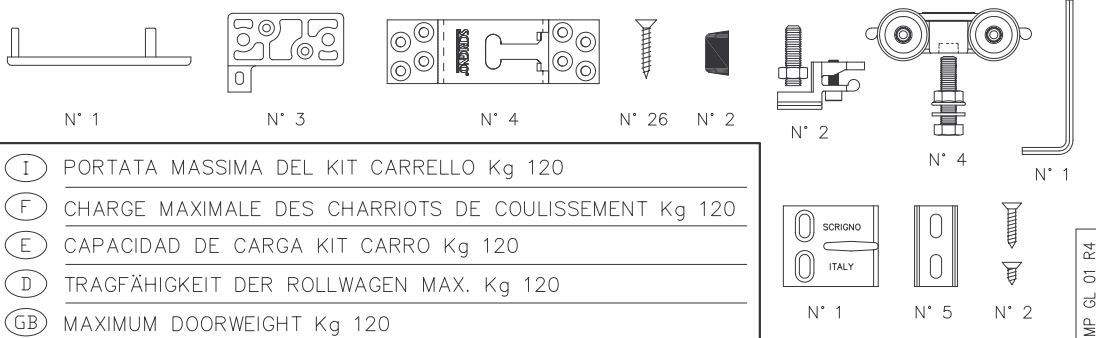 SCRIGNO
N° 1
N° 3
N° 4
N° 26
N° 2
N° 2
N° 4
N° 1
I PORTATA MASSIMA DEL KIT CARRELLO Kg 120
F CHARGE MAXIMALE DES CHARRIOTS DE COULISSEMENT Kg 120
E CAPACIDAD DE CARGA KIT CARRO Kg 120
D TRAGFÄHIGKEIT DER ROLLWAGEN MAX. Kg 120
GB MAXIMUM DOORWEIGHT Kg 120
SCRIGNO
ITALY
N° 1
N° 5
N° 2
MP GL 01 R4